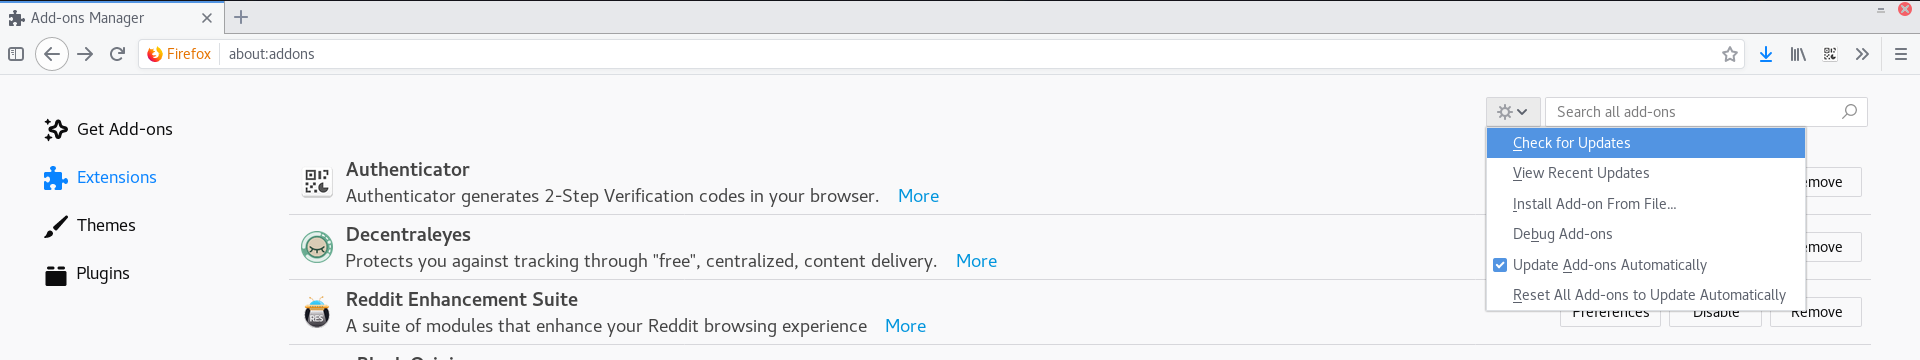 Add-ons Manager
Firefox about:addons
Search all add-ons
Get Add-ons
Extensions
Themes
Plugins
Authenticator
Authenticator generates 2-Step Verification codes in your browser. More
Decentraleyes
Protects you against tracking through "free", centralized, content delivery. More
RES
Reddit Enhancement Suite
A suite of modules that enhance your Reddit browsing experience More
Check for Updates
View Recent Updates
Install Add-on From File...
Debug Add-ons
Update Add-ons Automatically
Reset All Add-ons to Update Automatically
move
move
Preferences Disable Remove